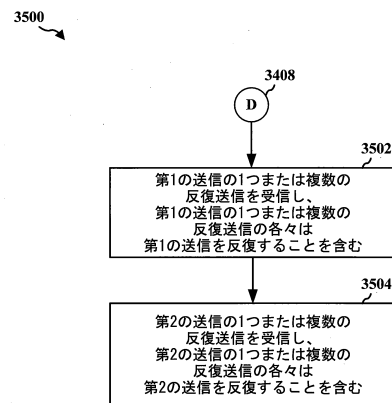 3500
3408
D
3502
第1の送信の1つまたは複数の
反復送信を受信し、
第1の送信の1つまたは複数の
反復送信の各々は
第1の送信を反復することを含む
3504
第2の送信の1つまたは複数の
反復送信を受信し、
第2の送信の1つまたは複数の
反復送信の各々は
第2の送信を反復することを含む